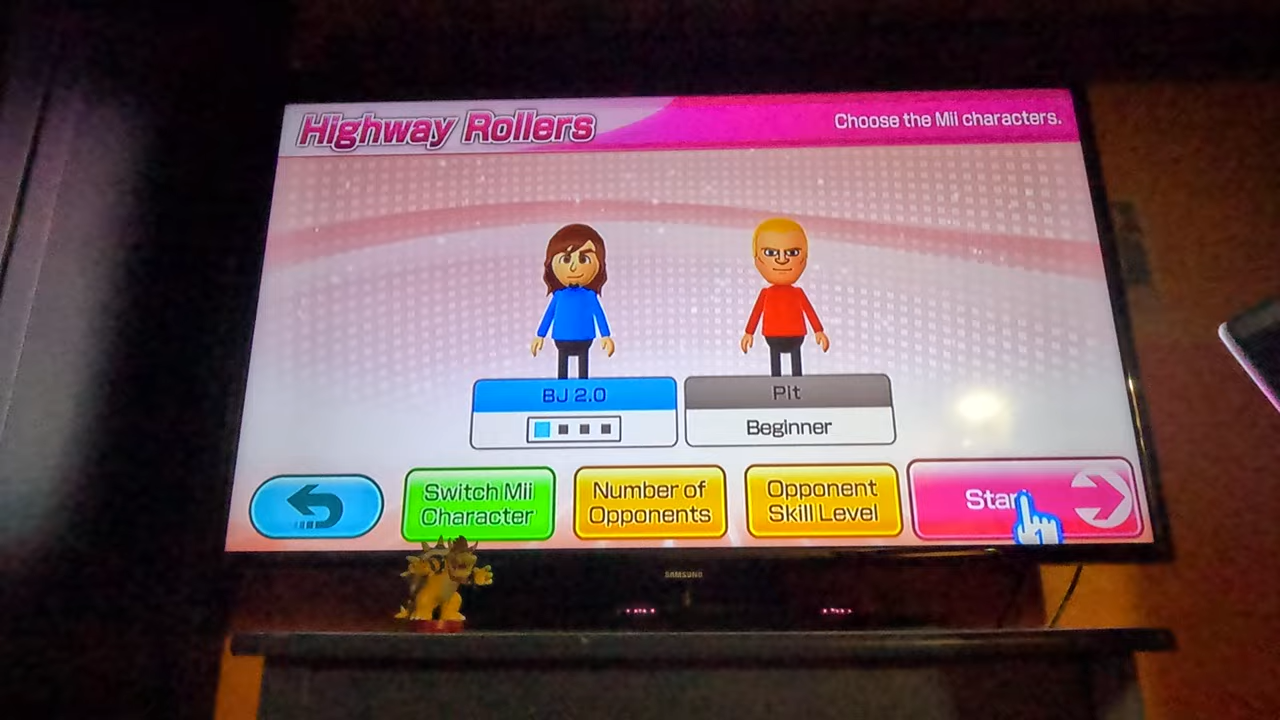 Highway Rollers
Choose the Mii characters.
BJ 2.0
Pit
Beginner
Switch Mii
Character
Number of
Opponents
Opponent
Skill Level
Start
SAMSUNG